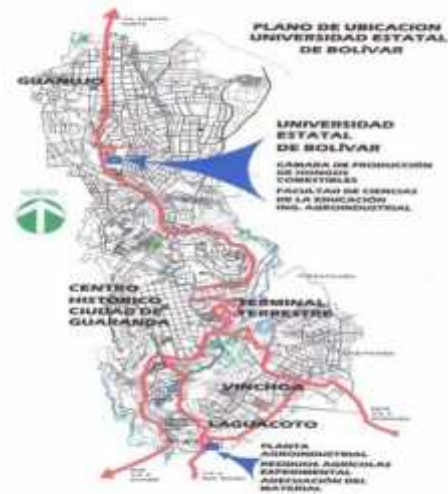 PLANO DE UBICACION
UNIVERSIDAD ESTATAL
DE BOLÍVAR
GUANUJO
UNIVERSIDAD
ESTATAL
DE BOLÍVAR
CÁMARA DE PRODUCCIÓN
DE HONGOS
COMESTIBLES
FACULTAD DE CIENCIAS
DE LA EDUCACIÓN
ING. AGROINDUSTRIAL
CENTRO
HISTÓRICO
CIUDAD DE
GUARANDA
TERMINAL
TERRESTRE
VINCHOA
LAGUACOTO
PLANTA
AGROINDUSTRIAL
RESIDUOS AGRÍCOLAS
EXPERIMENTAL
ADECUACIÓN DEL
MATERIAL